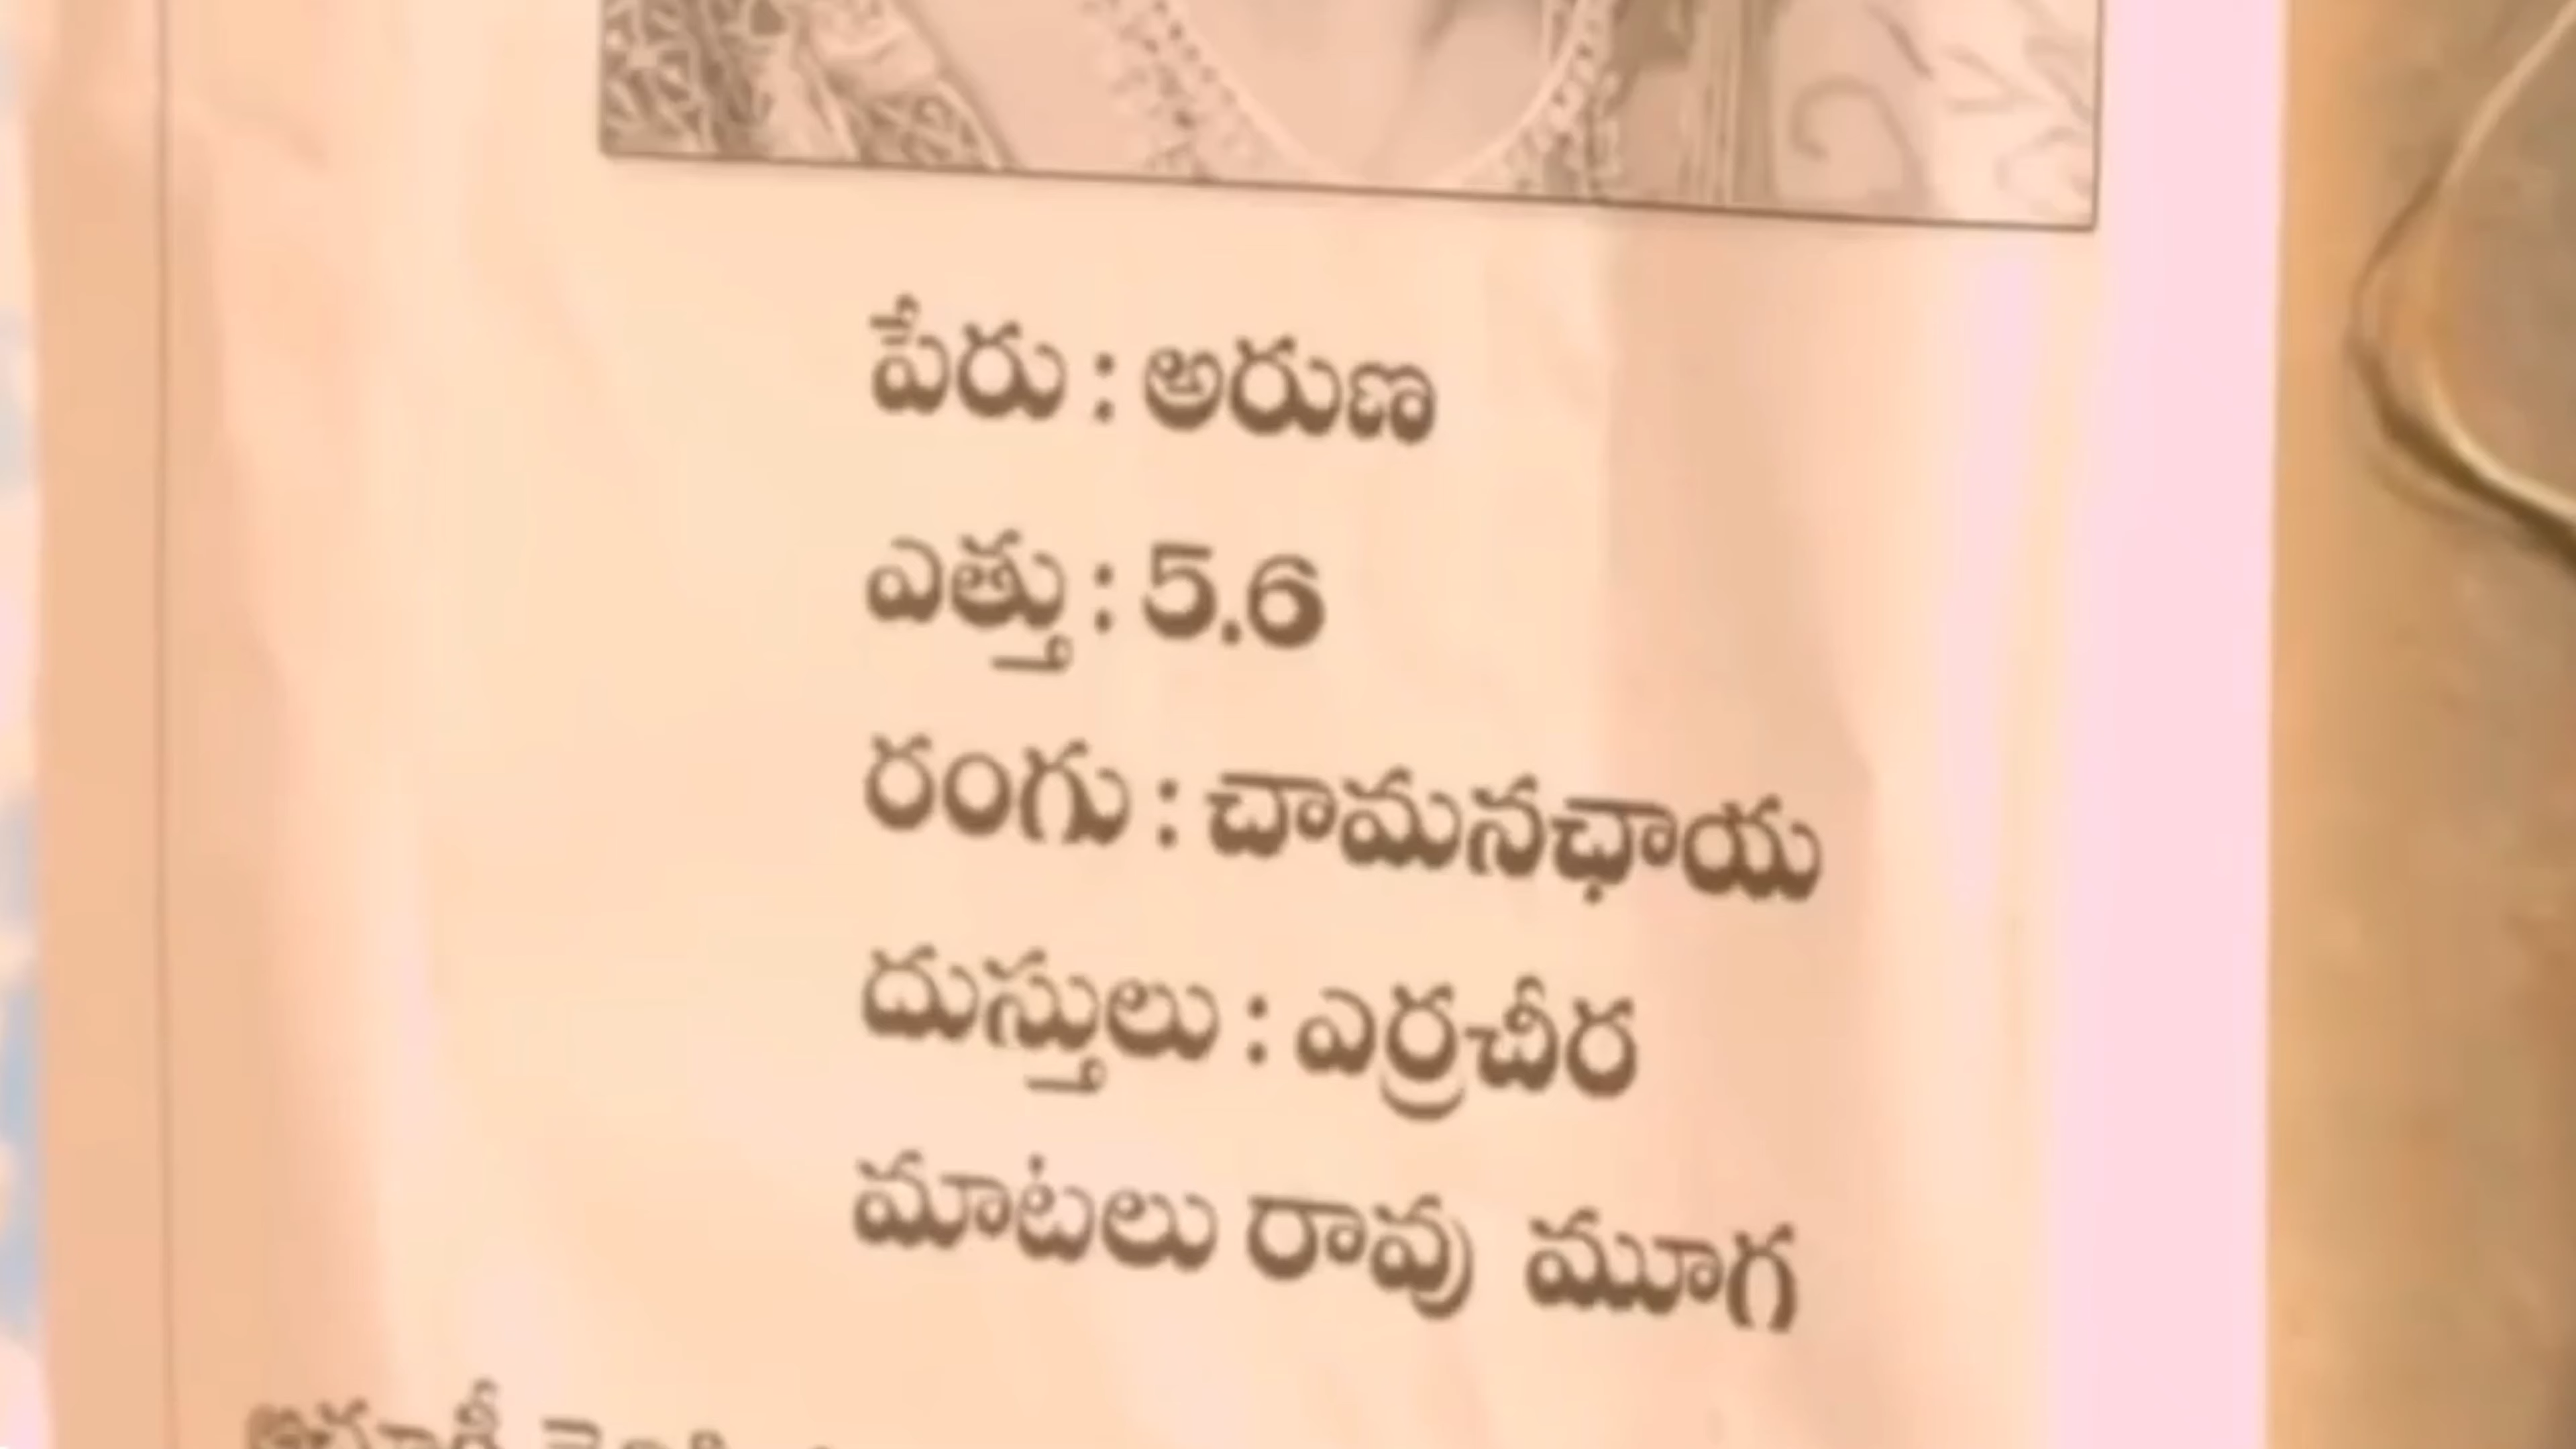 పేరు : అరుణ
ఎత్తు : 5.6
రంగు : చామనఛాయ
దుస్తులు : ఎర్రచీర
మాటలు రావు మూగ